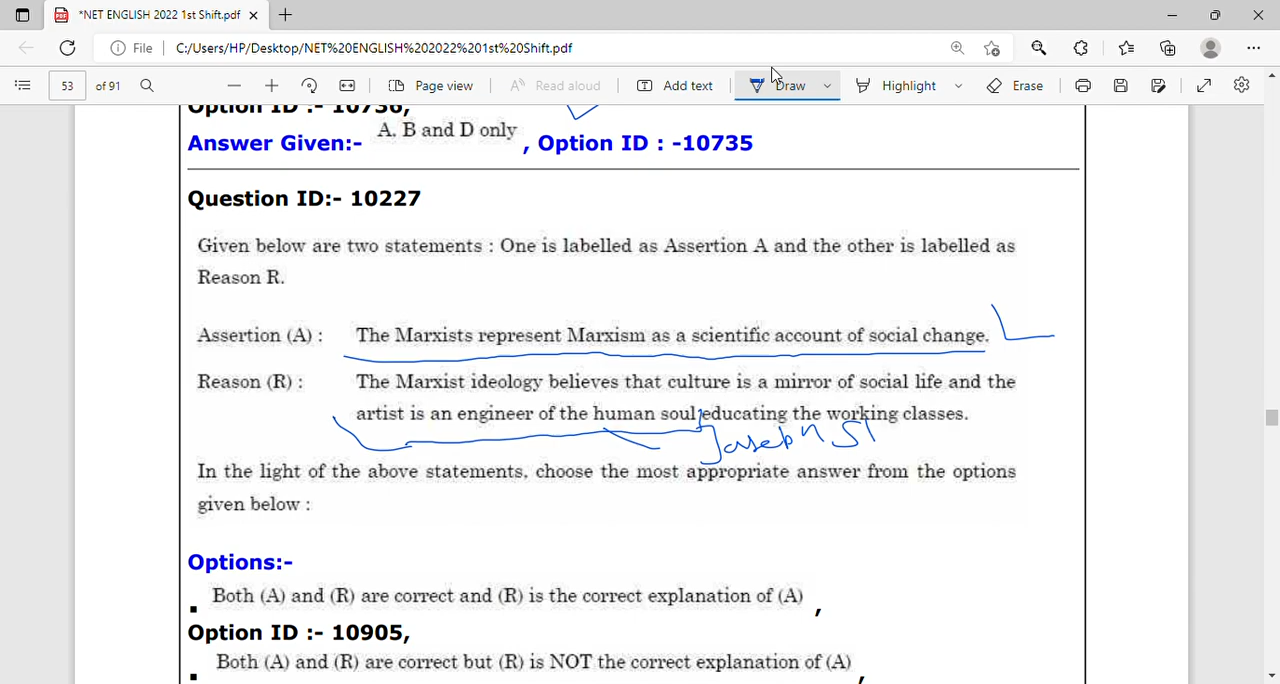 *NET ENGLISH 2022 1st Shift.pdf
File C:/Users/HP/Desktop/NET%20ENGLISH%202022%201st%20Shift.pdf
53 of 91 Page view Read aloud Add text Draw Highlight Erase
Option ID :- 10736,
Answer Given:- A, B and D only , Option ID : -10735
Question ID:- 10227
Given below are two statements : One is labelled as Assertion A and the other is labelled as
Reason R.
Assertion (A) : The Marxists represent Marxism as a scientific account of social change.
Reason (R) : The Marxist ideology believes that culture is a mirror of social life and the
artist is an engineer of the human soul educating the working classes.
Joseph St
In the light of the above statements, choose the most appropriate answer from the options
given below :
Options:-
Both (A) and (R) are correct and (R) is the correct explanation of (A) ,
Option ID :- 10905,
Both (A) and (R) are correct but (R) is NOT the correct explanation of (A) ,